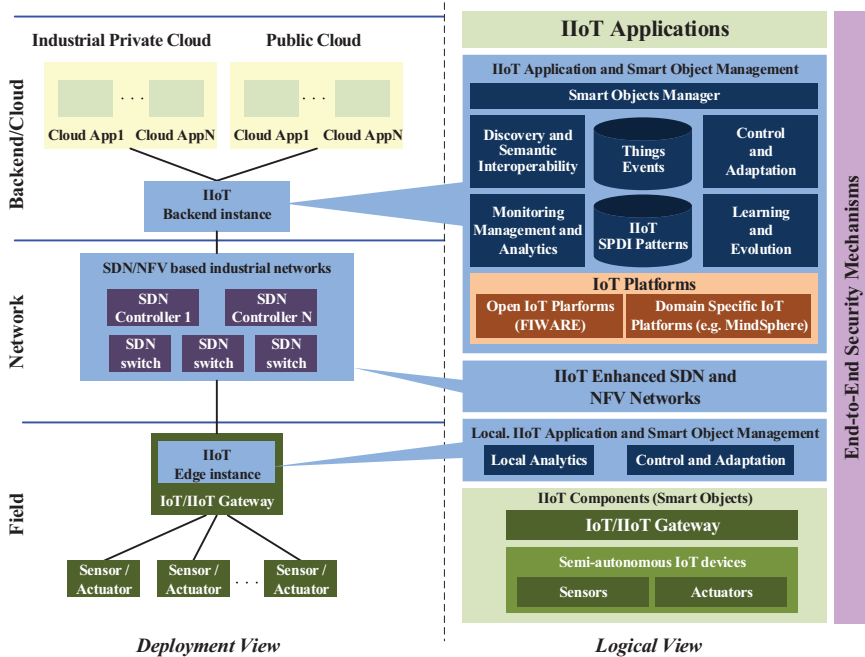 Backend/Cloud
Industrial Private Cloud
Public Cloud
. . .
. . .
Cloud App1
Cloud AppN
Cloud App1
Cloud AppN
IIoT
Backend instance
Network
SDN/NFV based industrial networks
SDN
Controller 1
SDN
Controller N
SDN
switch
SDN
switch
SDN
switch
Field
IIoT
Edge instance
IoT/IIoT Gateway
Sensor /
Actuator
Sensor /
Actuator
. . .
Sensor /
Actuator
Deployment View
IIoT Applications
IIoT Application and Smart Object Management
Smart Objects Manager
Discovery and
Semantic
Interoperability
Things
Events
Control
and
Adaptation
Monitoring
Management and
Analytics
IIoT
SPDI Patterns
Learning
and
Evolution
IoT Platforms
Open IoT Plarforms
(FIWARE)
Domain Specific IoT
Platforms (e.g. MindSphere)
IIoT Enhanced SDN and
NFV Networks
Local. IIoT Application and Smart Object Management
Local Analytics
Control and Adaptation
IIoT Components (Smart Objects)
IoT/IIoT Gateway
Semi-autonomous IoT devices
Sensors
Actuators
Logical View
End-to-End Security Mechanisms